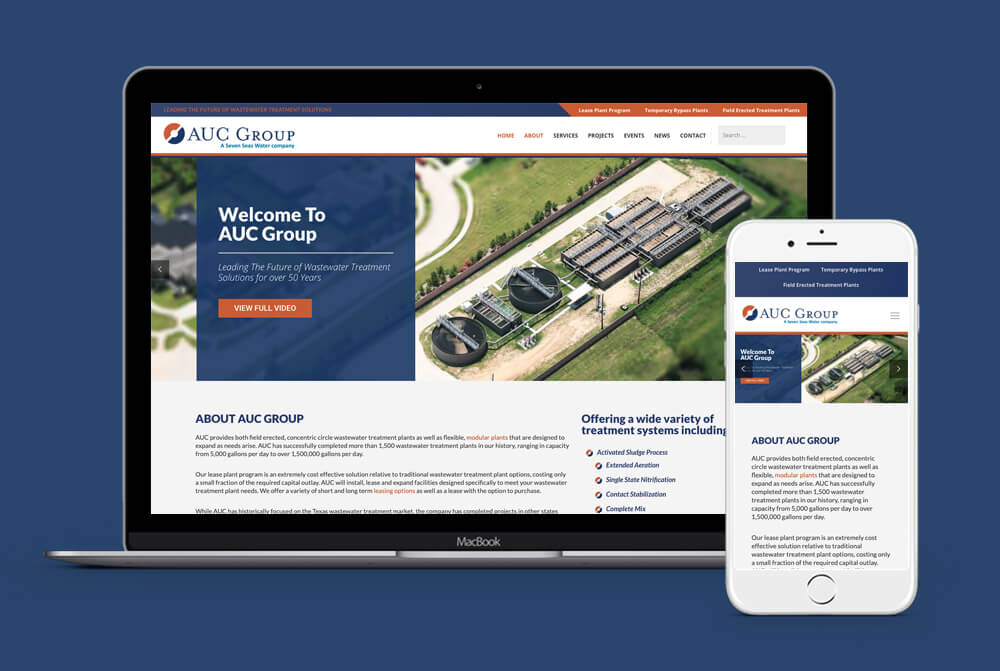 LEADING THE FUTURE OF WASTEWATER TREATMENT SOLUTIONS
Lease Plant Program Temporary Bypass Plants Field Erected Treatment Plants
AUC GROUP
A Seven Seas Water company
HOME ABOUT SERVICES PROJECTS EVENTS NEWS CONTACT Search ...
Welcome To
AUC Group
Leading The Future of Wastewater Treatment
Solutions for over 50 Years
VIEW FULL VIDEO
ABOUT AUC GROUP
AUC provides both field erected, concentric circle wastewater treatment plants as well as flexible, modular plants that are designed to
expand as needs arise. AUC has successfully completed more than 1,500 wastewater treatment plants in our history, ranging in capacity
from 5,000 gallons per day to over 1,500,000 gallons per day.
Our lease plant program is an extremely cost effective solution relative to traditional wastewater treatment plant options, costing only
a small fraction of the required capital outlay. AUC will install, lease and expand facilities designed specifically to meet your wastewater
treatment plant needs. We offer a variety of short and long term leasing options as well as a lease with the option to purchase.
While AUC has historically focused on the Texas wastewater treatment market, the company has completed projects in other states
Offering a wide variety of
treatment systems including
Activated Sludge Process
Extended Aeration
Single State Nitrification
Contact Stabilization
Complete Mix
MacBook
Lease Plant Program Temporary Bypass Plants
Field Erected Treatment Plants
AUC GROUP
A Seven Seas Water company
Welcome To
AUC Group
ABOUT AUC GROUP
AUC provides both field erected, concentric
circle wastewater treatment plants as well as
flexible, modular plants that are designed to
expand as needs arise. AUC has successfully
completed more than 1,500 wastewater
treatment plants in our history, ranging in
capacity from 5,000 gallons per day to over
1,500,000 gallons per day.
Our lease plant program is an extremely cost
effective solution relative to traditional
wastewater treatment plant options, costing only
a small fraction of the required capital outlay.